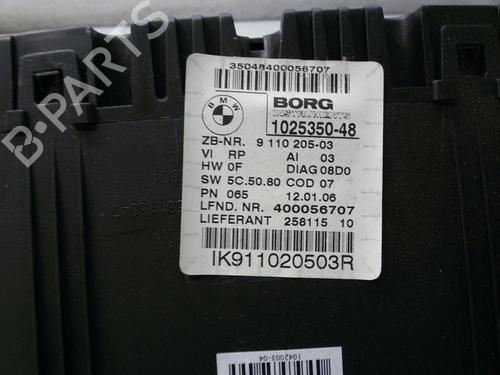 B-PARTS
35048400056707
BMW
BORG
INSTRUMENTS
1025350-48
ZB-NR. 9 110 205-03
VI RP AI 03
HW 0F DIAG 08D0
SW 5C.50.80 COD 07
PN 065 12.01.06
LFND. NR. 400056707
LIEFERANT 258115 10
IK911020503R
1042003-04